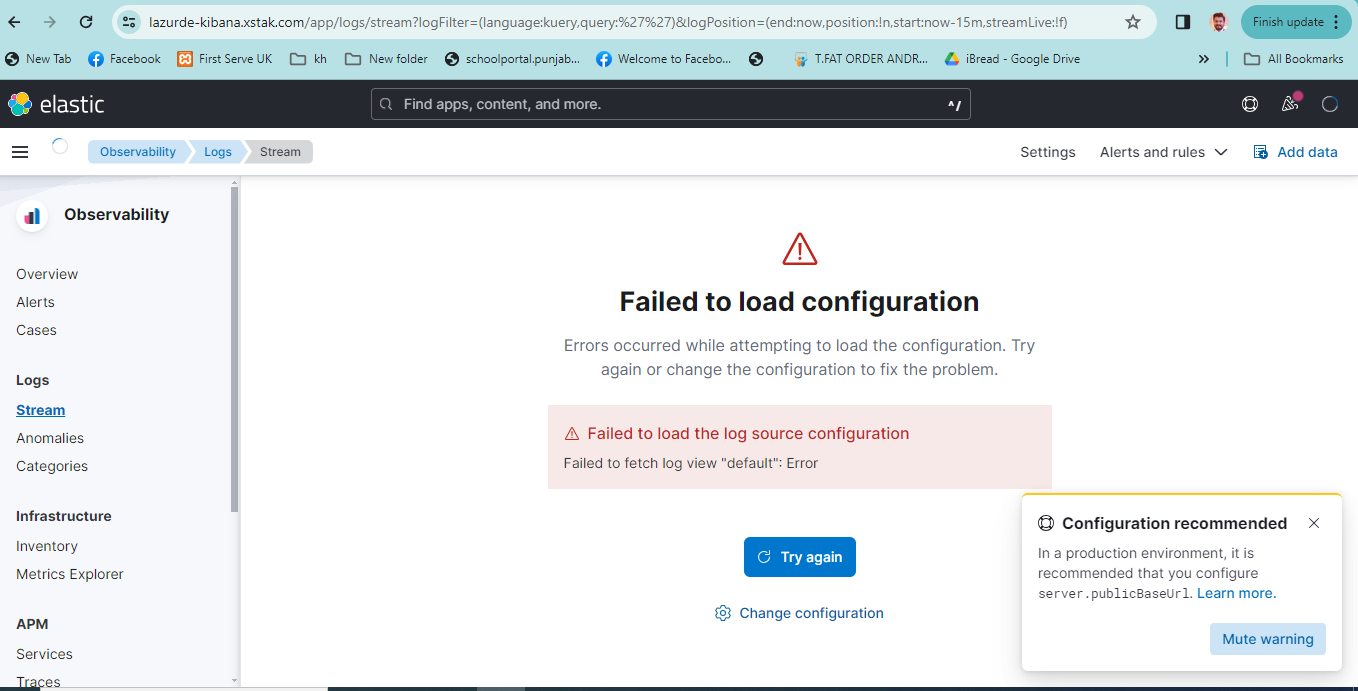 lazurde-kibana.xstak.com/app/logs/stream?logFilter=(language:kuery,query:%27%27)&logPosition=(end:now,position:!n,start:now-15m,streamLive:!f)
Finish update
New Tab
Facebook
First Serve UK
kh
New folder
schoolportal.punjab...
Welcome to Facebo...
T.FAT ORDER ANDR...
iBread - Google Drive
»
All Bookmarks
elastic
Find apps, content, and more.
^/
Observability
Logs
Stream
Settings
Alerts and rules
Add data
Observability
Overview
Alerts
Cases
Logs
Stream
Anomalies
Categories
Infrastructure
Inventory
Metrics Explorer
APM
Services
Traces
Failed to load configuration
Errors occurred while attempting to load the configuration. Try
again or change the configuration to fix the problem.
Failed to load the log source configuration
Failed to fetch log view "default": Error
Try again
Change configuration
Configuration recommended
In a production environment, it is
recommended that you configure
server.publicBaseUrl. Learn more.
Mute warning